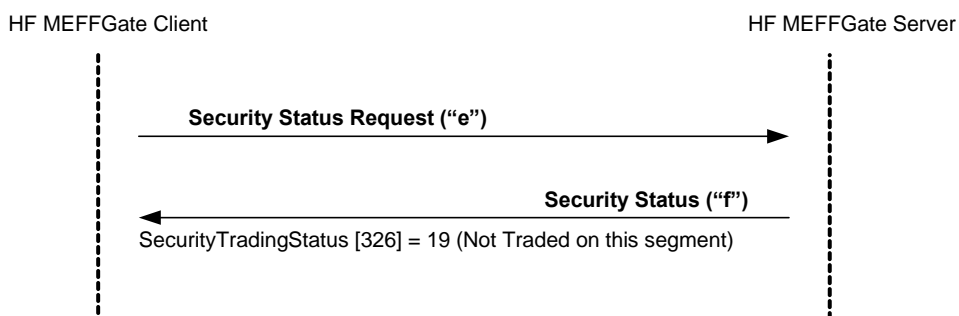 HF MEFFGate Client
HF MEFFGate Server
Security Status Request (“e”)
Security Status (“f”)
SecurityTradingStatus [326] = 19 (Not Traded on this segment)